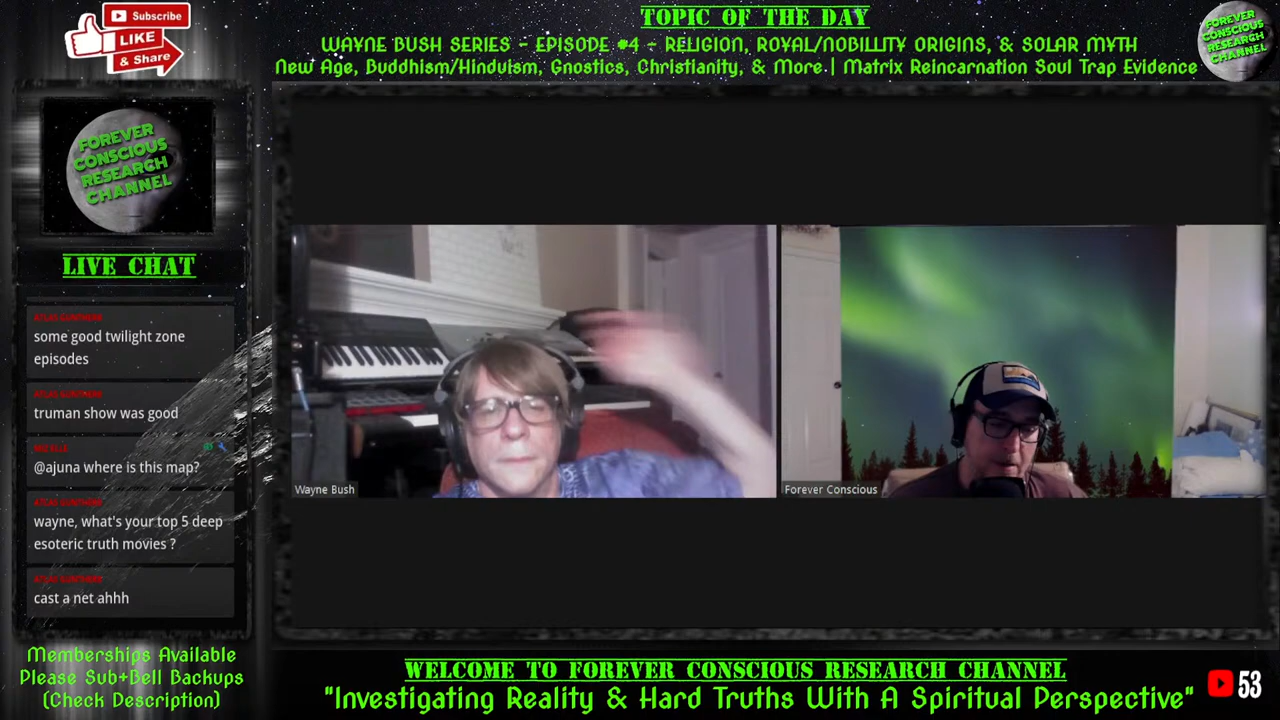 Subscribe
LIKE
& Share
TOPIC OF THE DAY
WAYNE BUSH SERIES - EPISODE #4 - RELIGION, ROYAL/NOBILLITY ORIGINS, & SOLAR MYTH
New Age, Buddhism/Hinduism, Gnostics, Christianity, & More | Matrix Reincarnation Soul Trap Evidence
FOREVER
CONSCIOUS
RESEARCH
CHANNEL
FOREVER
CONSCIOUS
RESEARCH
CHANNEL
LIVE CHAT
some good twilight zone
episodes
truman show was good
@ajuna where is this map?
wayne, what's your top 5 deep
esoteric truth movies ?
cast a net ahhh
Wayne Bush
Forever Conscious
Memberships Available
Please Sub+Bell Backups
(Check Description)
WELCOME TO FOREVER CONSCIOUS RESEARCH CHANNEL
"Investigating Reality & Hard Truths With A Spiritual Perspective"
53